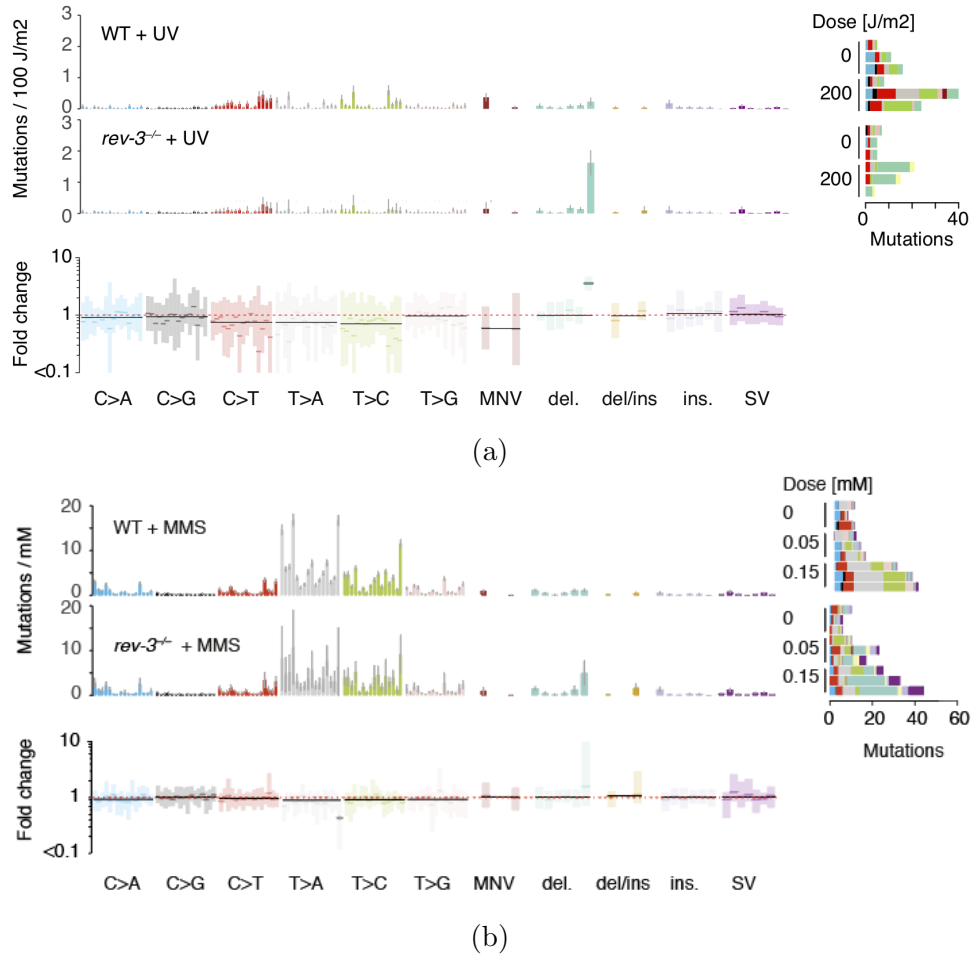 Mutations / 100 J/m2
3
2
1
0
WT + UV
3
2
1
0
rev-3−/− + UV
Fold change
10
1
<0.1
C>A C>G C>T T>A T>C T>G MNV del. del/ins ins. SV
Dose [J/m2]
0
200
0
200
0 40
Mutations
(a)
Mutations / mM
20
10
0
WT + MMS
20
10
0
rev-3−/− + MMS
Fold change
10
1
<0.1
C>A C>G C>T T>A T>C T>G MNV del. del/ins ins. SV
Dose [mM]
0
0.05
0.15
0
0.05
0.15
0 20 40 60
Mutations
(b)